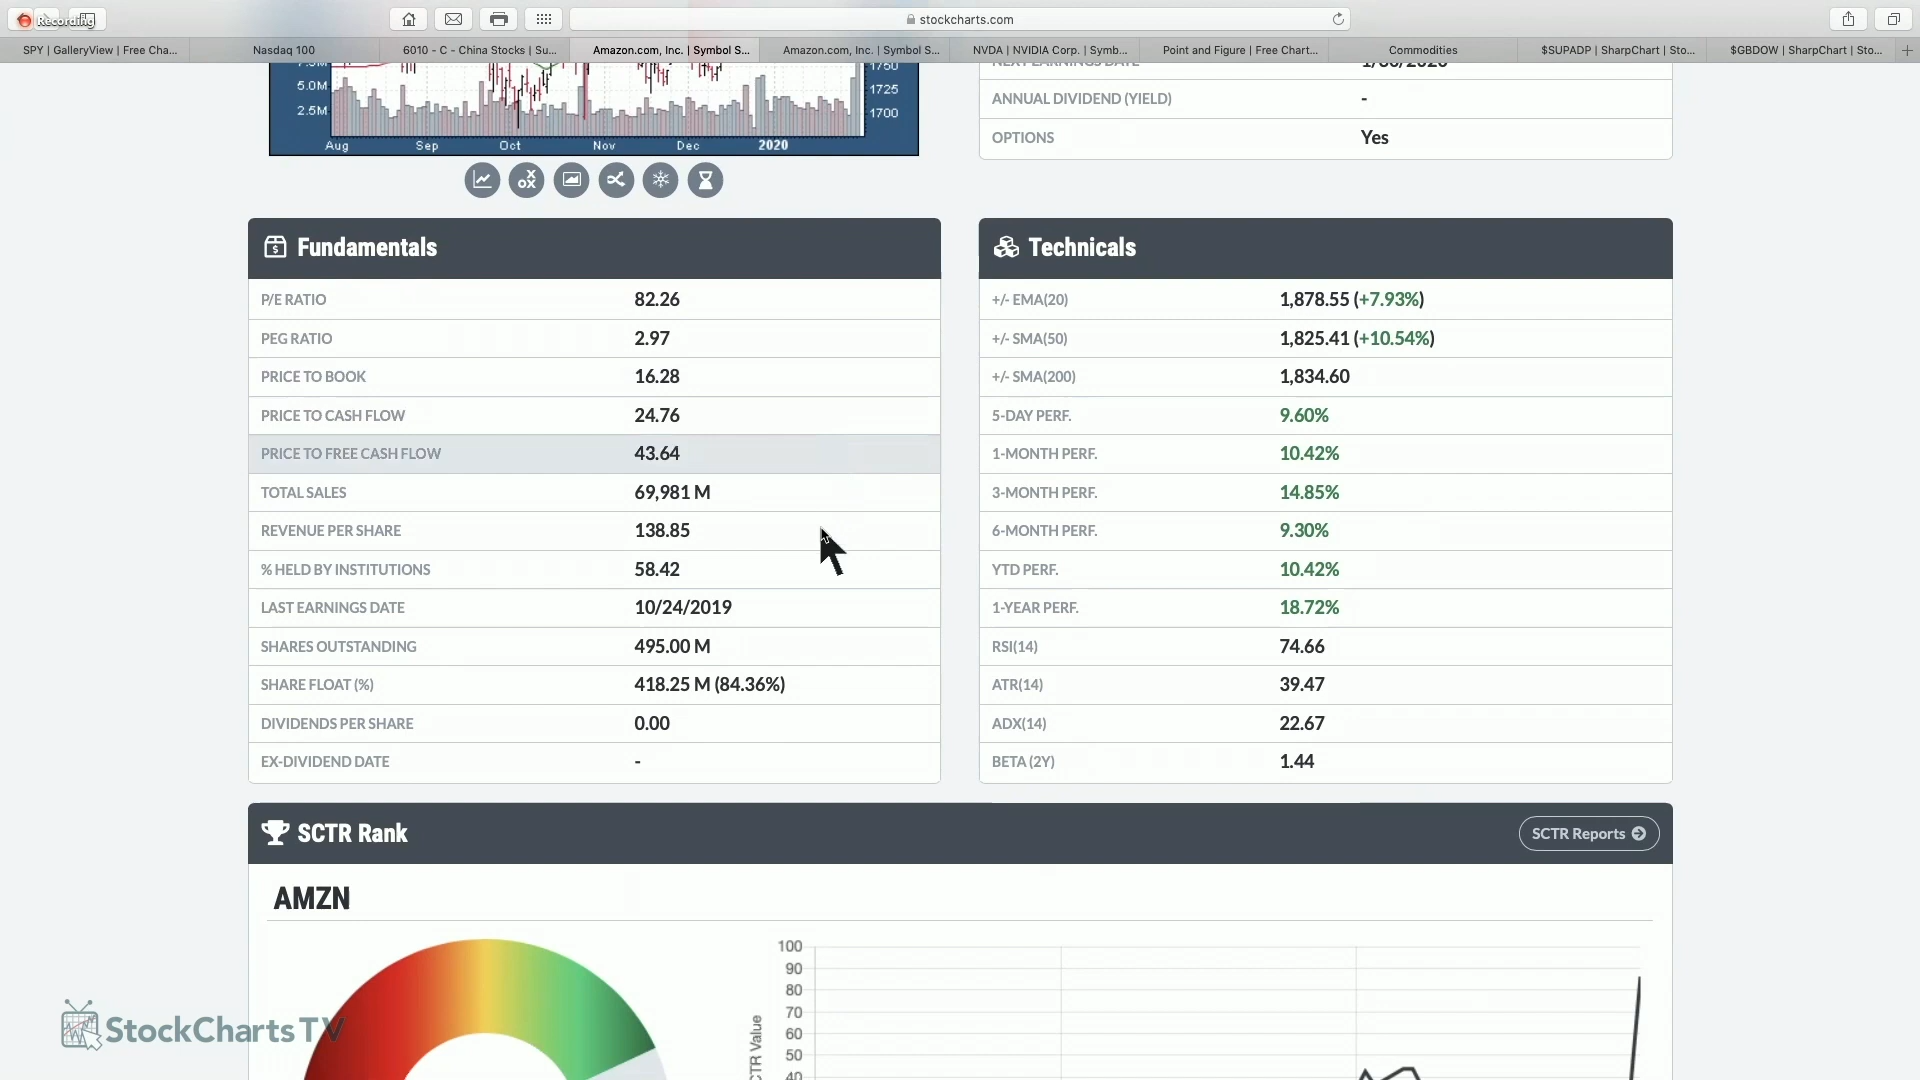 Recording
stockcharts.com
SPY | GalleryView | Free Cha...
Nasdaq 100
6010 - C - China Stocks | Su...
Amazon.com, Inc. | Symbol S...
Amazon.com, Inc. | Symbol S...
NVDA | NVIDIA Corp. | Symb...
Point and Figure | Free Chart...
Commodities
$SUPADP | SharpChart | Sto...
$GBDOW | SharpChart | Sto...
7.5M
5.0M
2.5M
1750
1725
1700
Aug Sep Oct Nov Dec 2020
NEXT EARNINGS DATE 1/30/2020
ANNUAL DIVIDEND (YIELD) -
OPTIONS Yes
Fundamentals
P/E RATIO 82.26
PEG RATIO 2.97
PRICE TO BOOK 16.28
PRICE TO CASH FLOW 24.76
PRICE TO FREE CASH FLOW 43.64
TOTAL SALES 69,981 M
REVENUE PER SHARE 138.85
% HELD BY INSTITUTIONS 58.42
LAST EARNINGS DATE 10/24/2019
SHARES OUTSTANDING 495.00 M
SHARE FLOAT (%) 418.25 M (84.36%)
DIVIDENDS PER SHARE 0.00
EX-DIVIDEND DATE -
Technicals
+/- EMA(20) 1,878.55 (+7.93%)
+/- SMA(50) 1,825.41 (+10.54%)
+/- SMA(200) 1,834.60
5-DAY PERF. 9.60%
1-MONTH PERF. 10.42%
3-MONTH PERF. 14.85%
6-MONTH PERF. 9.30%
YTD PERF. 10.42%
1-YEAR PERF. 18.72%
RSI(14) 74.66
ATR(14) 39.47
ADX(14) 22.67
BETA (2Y) 1.44
SCTR Rank
SCTR Reports
AMZN
100
90
80
70
60
50
40
CTR Value
StockCharts TV